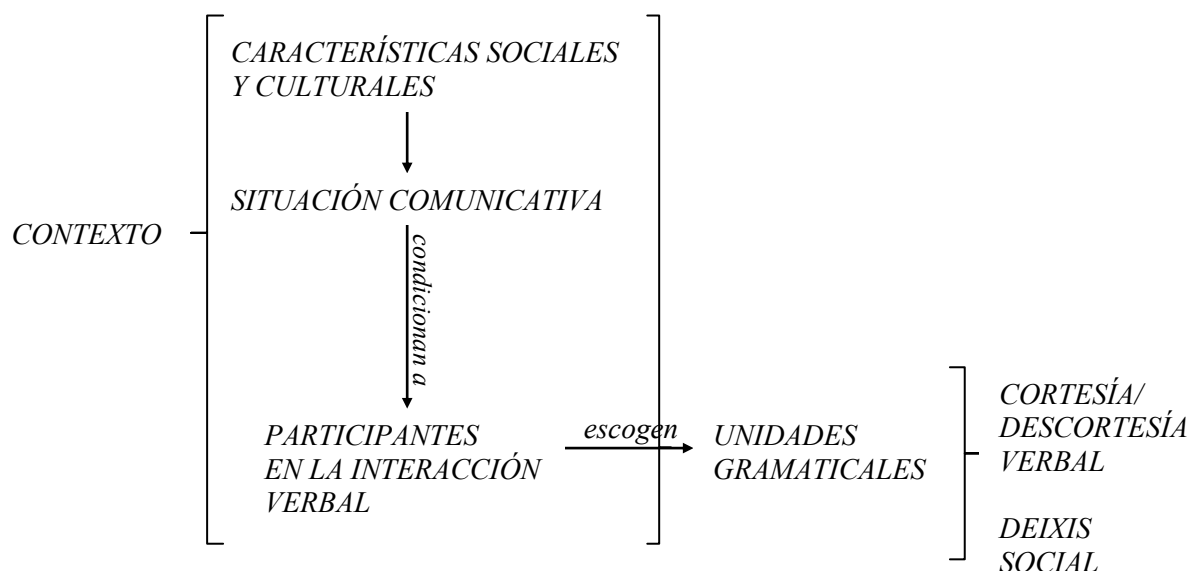 CARACTERÍSTICAS SOCIALES
Y CULTURALES
SITUACIÓN COMUNICATIVA
CONTEXTO
condicionan a
PARTICIPANTES
EN LA INTERACCIÓN
VERBAL
escogen
UNIDADES
GRAMATICALES
CORTESÍA/
DESCORTESÍA
VERBAL
DEIXIS
SOCIAL